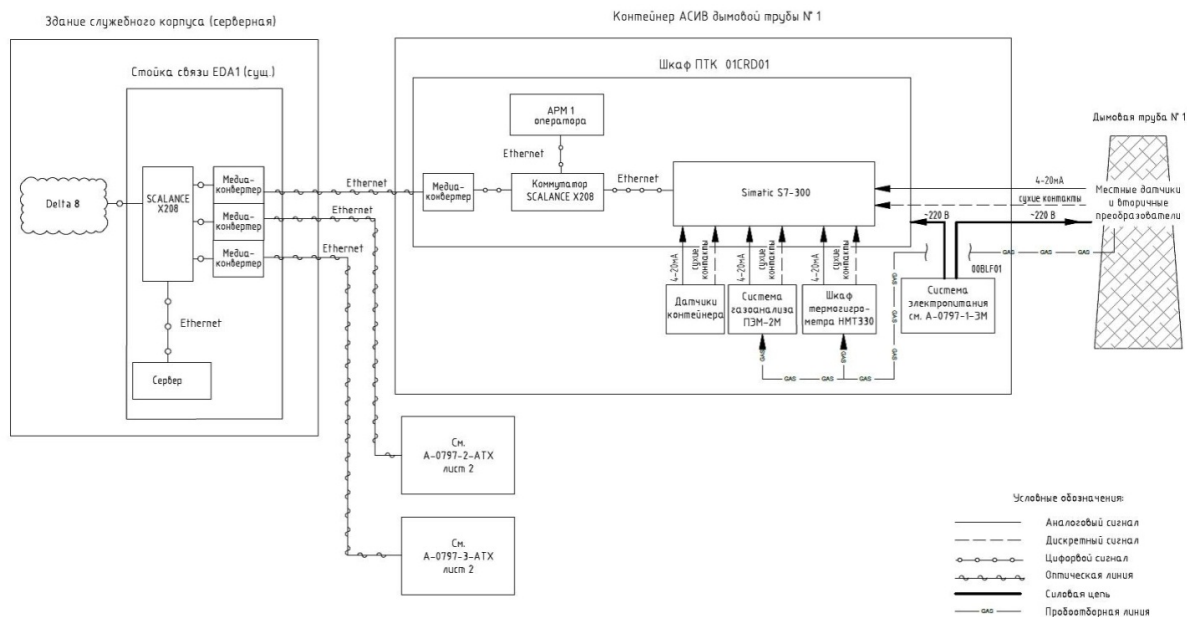 Здание служебного корпуса (серверная)
Контейнер АСИВ дымовой трубы № 1
Стойка связи EDA1 (сущ.)
Шкаф ПТК 01CRD01
АРМ 1
оператора
Дымовая труба № 1
Ethernet
Delta 8
SCALANCE
X208
Медиа-
конвертер
Медиа-
конвертер
Медиа-
конвертер
Ethernet
Ethernet
Ethernet
Медиа-
конвертер
Коммутатор
SCALANCE X208
Ethernet
Simatic S7-300
4-20мА
сухие контакты
~220 В
~220 В
Местные датчики
и вторичные
преобразователи
4-20мА
сухие
контакты
4-20мА
сухие
контакты
4-20мА
сухие
контакты
GAS
GAS
GAS
GAS
00BLF01
Датчики
контейнера
Система
газоанализа
ПЭМ-2М
Шкаф
термогигро-
метра HMT330
Система
электропитания
см. А-0797-1-ЭМ
GAS
GAS
GAS
GAS
GAS
Ethernet
Сервер
См.
А-0797-2-АТХ
лист 2
См.
А-0797-3-АТХ
лист 2
Условные обозначения:
Аналоговый сигнал
Дискретный сигнал
Цифорвой сигнал
Оптическая линия
Силовая цепь
GAS
Пробоотборная линия